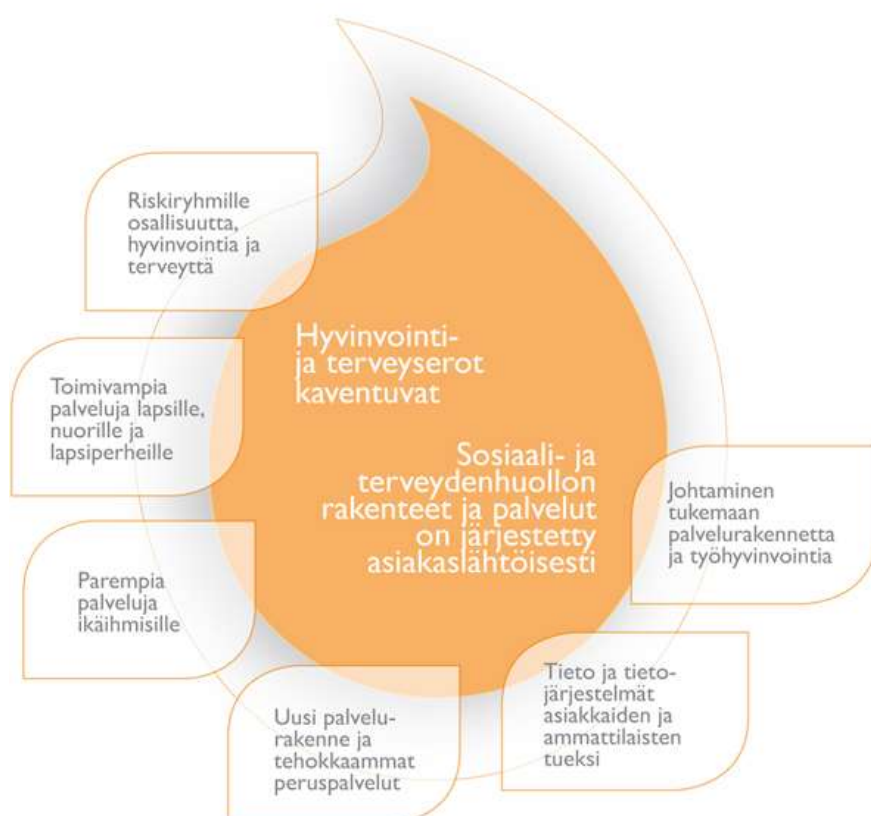 Riskiryhmille
osallisuutta,
hyvinvointia ja
terveyttä
Hyvinvointi-
ja terveyserot
kaventuvat
Toimivampia
palveluja lapsille,
nuorille ja
lapsiperheille
Sosiaali- ja
terveydenhuollon
rakenteet ja palvelut
on järjestetty
asiakaslähtöisesti
Johtaminen
tukemaan
palvelurakennetta
ja työhyvinvointia
Parempia
palveluja
ikäihmisille
Tieto ja tieto-
järjestelmät
asiakkaiden ja
ammattilaisten
tueksi
Uusi palvelu-
rakenne ja
tehokkaammat
peruspalvelut